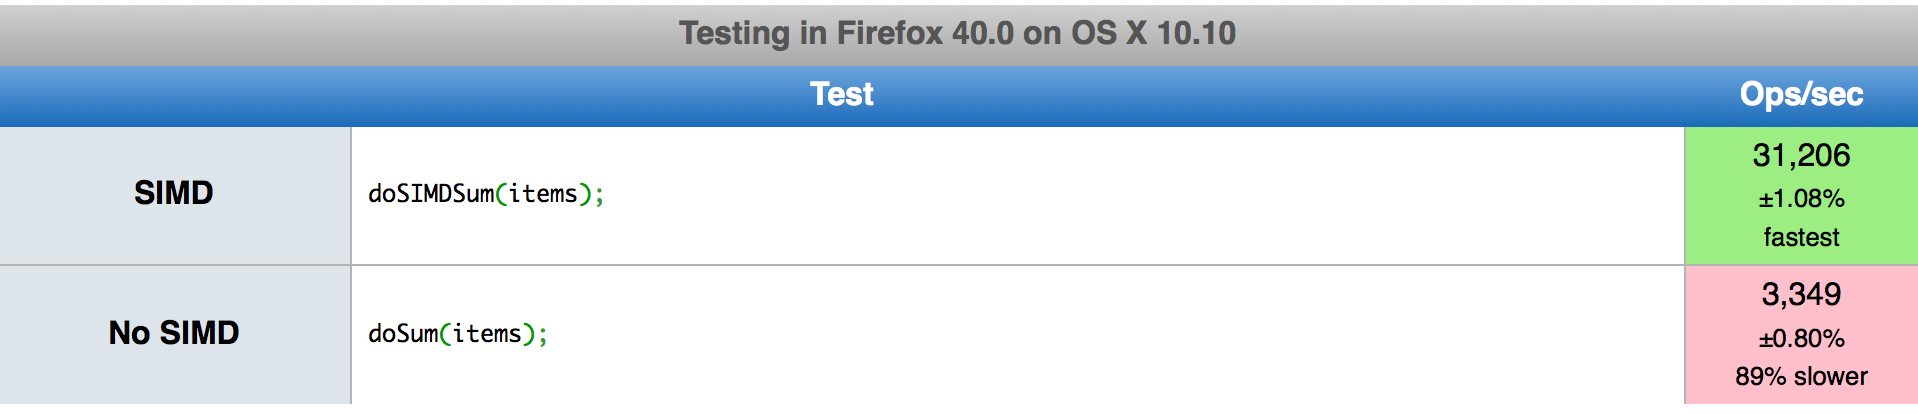 Testing in Firefox 40.0 on OS X 10.10
Test Ops/sec
SIMD doSIMDSum(items); 31,206
±1.08%
fastest
No SIMD doSum(items); 3,349
±0.80%
89% slower